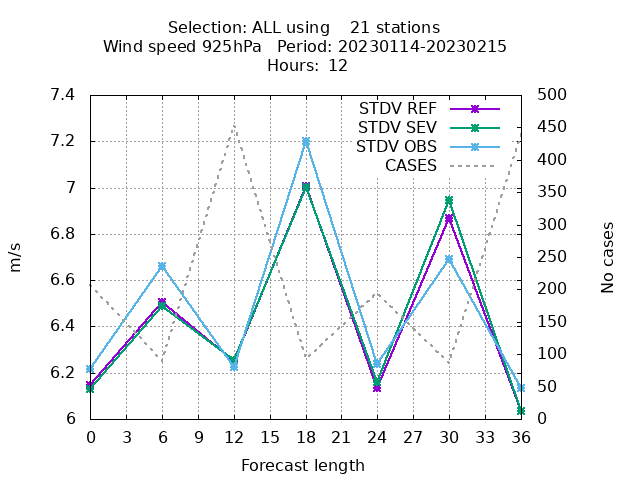 Selection: ALL using    21 stations
Wind speed 925hPa   Period: 20230114-20230215
Hours: 12
STDV REF
STDV SEV
STDV OBS
CASES
7.4
7.2
7
6.8
6.6
6.4
6.2
6
m/s
500
450
400
350
300
250
200
150
100
50
0
No cases
0 3 6 9 12 15 18 21 24 27 30 33 36
Forecast length